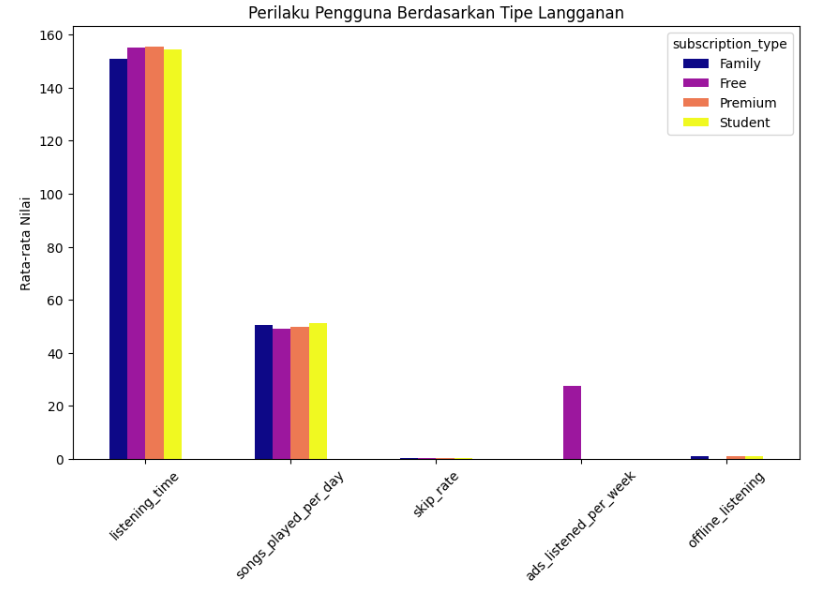 Perilaku Pengguna Berdasarkan Tipe Langganan
subscription_type
Family
Free
Premium
Student
Rata-rata Nilai
160
140
120
100
80
60
40
20
0
listening_time
songs_played_per_day
skip_rate
ads_listened_per_week
offline_listening